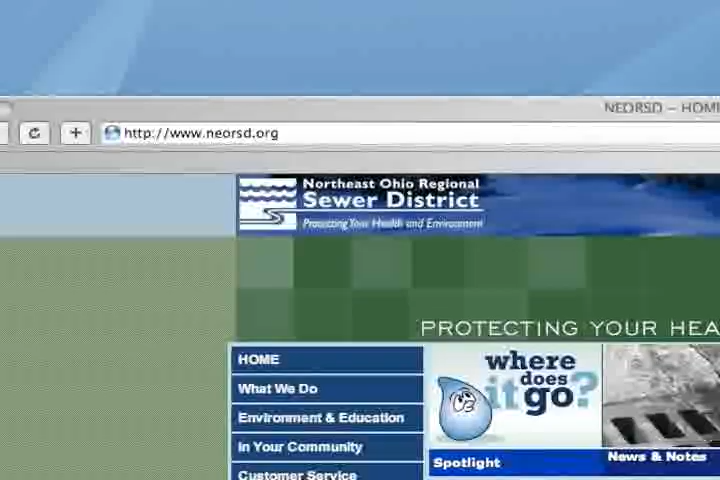 NEORSD — HOM
http://www.neorsd.org
Northeast Ohio Regional
Sewer District
Protecting Your Health and Environment
PROTECTING YOUR HEA
HOME
What We Do
Environment & Education
In Your Community
Customer Service
where
does
it go?
Spotlight
News & Notes